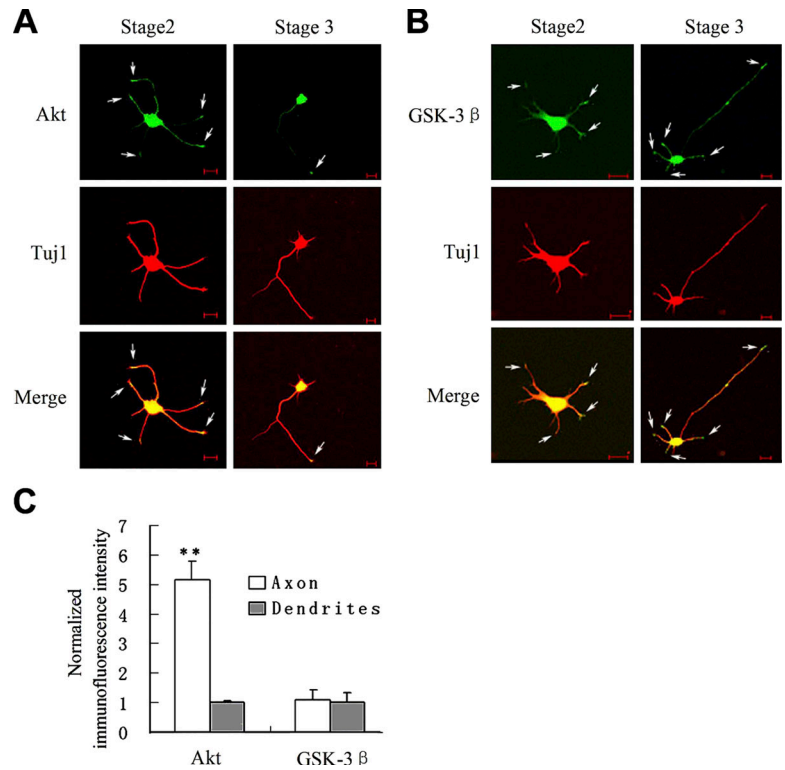 A
Stage2 Stage 3
Akt
Tuj1
Merge
B
Stage2 Stage 3
GSK-3 β
Tuj1
Merge
C
Normalized
immunofluorescence intensity
7
6
5
4
3
2
1
0
**
Axon
Dendrites
Akt GSK-3 β